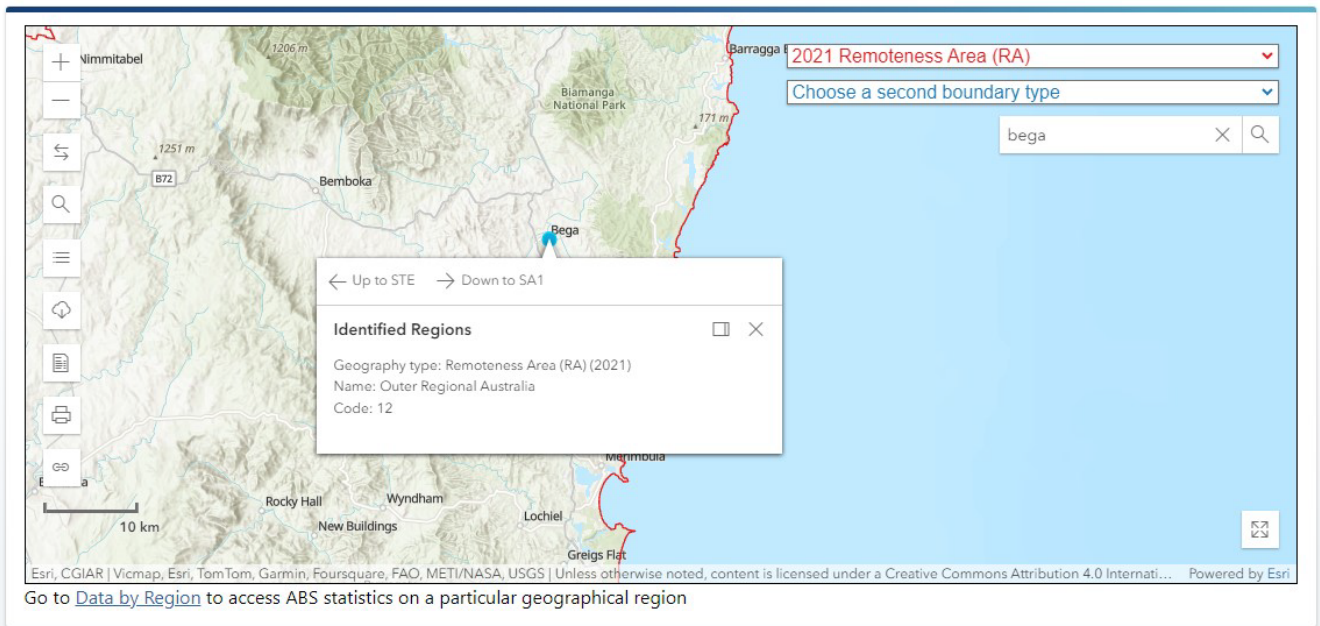 Nimmitabel
1206 m
Barragga
2021 Remoteness Area (RA)
Choose a second boundary type
bega
Biamanga
National Park
171 m
1251 m
B72
Bemboka
Bega
Up to STE
Down to SA1
Identified Regions
Geography type: Remoteness Area (RA) (2021)
Name: Outer Regional Australia
Code: 12
Merimbula
Rocky Hall
Wyndham
10 km
New Buildings
Lochiel
Greigs Flat
Esri, CGIAR | Vicmap, Esri, TomTom, Garmin, Foursquare, FAO, METI/NASA, USGS | Unless otherwise noted, content is licensed under a Creative Commons Attribution 4.0 Internati...
Powered by Esri
Go to Data by Region to access ABS statistics on a particular geographical region